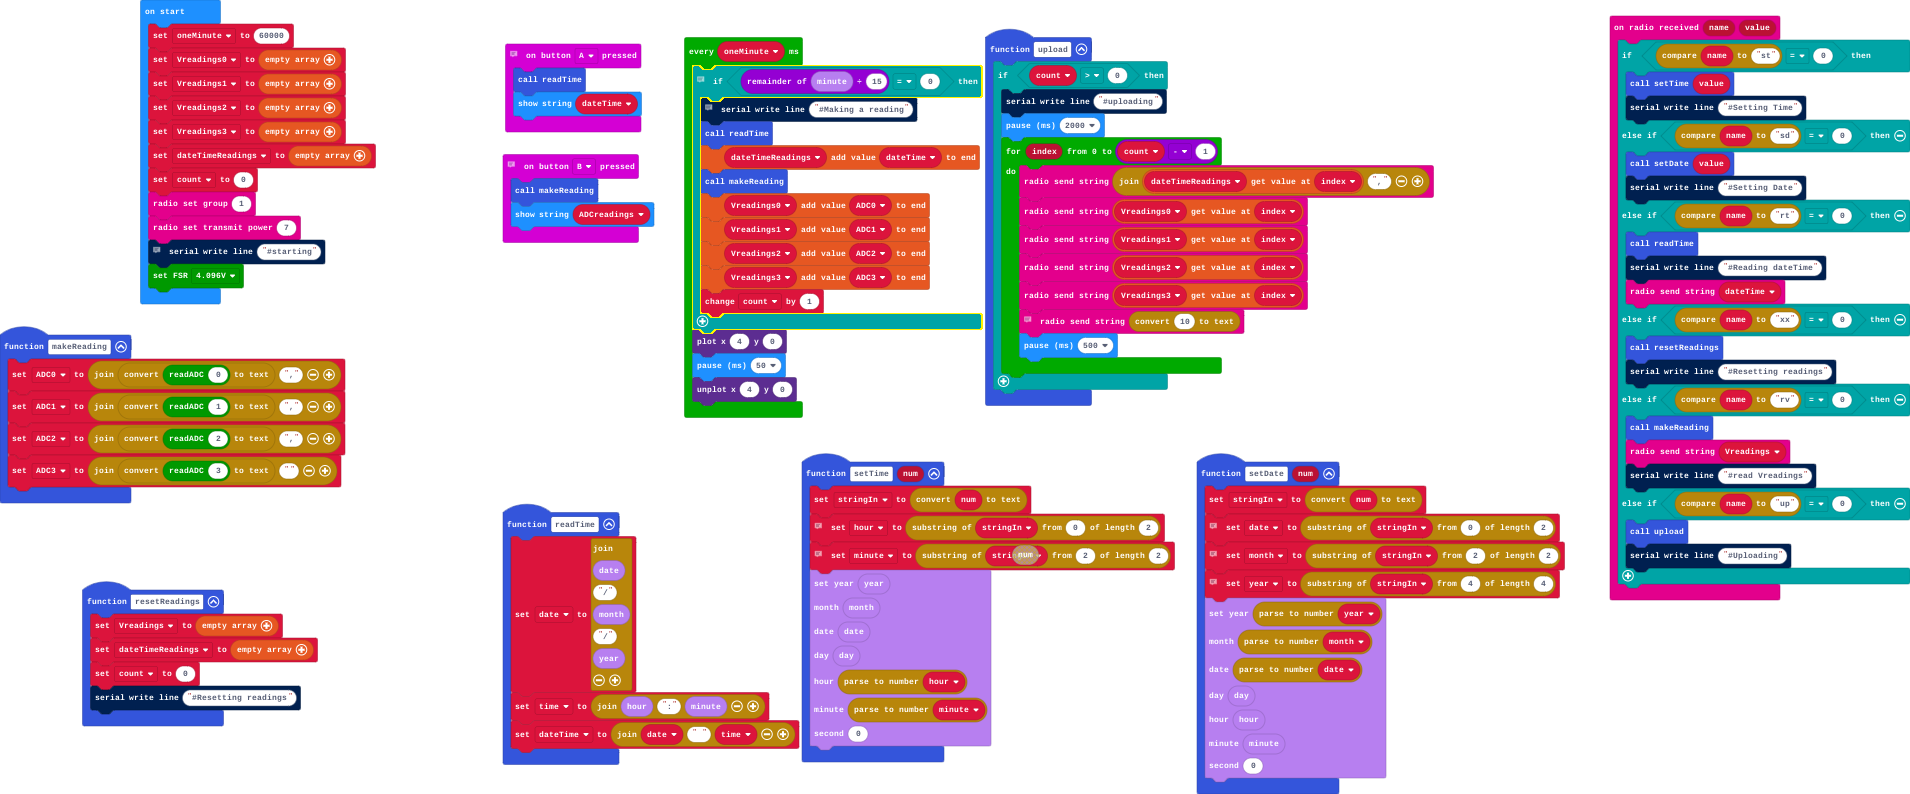 on start
set oneMinute to 60000
set Vreadings0 to empty array
set Vreadings1 to empty array
set Vreadings2 to empty array
set Vreadings3 to empty array
set dateTimeReadings to empty array
set count to 0
radio set group 1
radio set transmit power 7
serial write line "#starting"
set FSR 4.096V
function makeReading
set ADC0 to join convert readADC 0 to text ","
set ADC1 to join convert readADC 1 to text ","
set ADC2 to join convert readADC 2 to text ","
set ADC3 to join convert readADC 3 to text ""
function resetReadings
set Vreadings to empty array
set dateTimeReadings to empty array
set count to 0
serial write line "#Resetting readings"
on button A pressed
call readTime
show string dateTime
on button B pressed
call makeReading
show string ADCreadings
function readTime
set date to
join
date
"/"
month
"/"
year
set time to join hour ":" minute
set dateTime to join date " " time
every oneMinute ms
if remainder of minute ÷ 15 = 0 then
serial write line "#Making a reading"
call readTime
dateTimeReadings add value dateTime to end
call makeReading
Vreadings0 add value ADC0 to end
Vreadings1 add value ADC1 to end
Vreadings2 add value ADC2 to end
Vreadings3 add value ADC3 to end
change count by 1
plot x 4 y 0
pause (ms) 50
unplot x 4 y 0
function upload
if count > 0 then
serial write line "#uploading"
pause (ms) 2000
for index from 0 to count - 1
do
radio send string join dateTimeReadings get value at index ","
radio send string Vreadings0 get value at index
radio send string Vreadings1 get value at index
radio send string Vreadings2 get value at index
radio send string Vreadings3 get value at index
radio send string convert 10 to text
pause (ms) 500
function setTime num
set stringIn to convert num to text
set hour to substring of stringIn from 0 of length 2
set minute to substring of strin num from 2 of length 2
set year year
month month
date date
day day
hour parse to number hour
minute parse to number minute
second 0
function setDate num
set stringIn to convert num to text
set date to substring of stringIn from 0 of length 2
set month to substring of stringIn from 2 of length 2
set year to substring of stringIn from 4 of length 4
set year parse to number year
month parse to number month
date parse to number date
day day
hour hour
minute minute
second 0
on radio received name value
if compare name to "st" = 0 then
call setTime value
serial write line "#Setting Time"
else if compare name to "sd" = 0 then
call setDate value
serial write line "#Setting Date"
else if compare name to "rt" = 0 then
call readTime
serial write line "#Reading dateTime"
radio send string dateTime
else if compare name to "xx" = 0 then
call resetReadings
serial write line "#Resetting readings"
else if compare name to "rv" = 0 then
call makeReading
radio send string Vreadings
serial write line "#read Vreadings"
else if compare name to "up" = 0 then
call upload
serial write line "#Uploading"